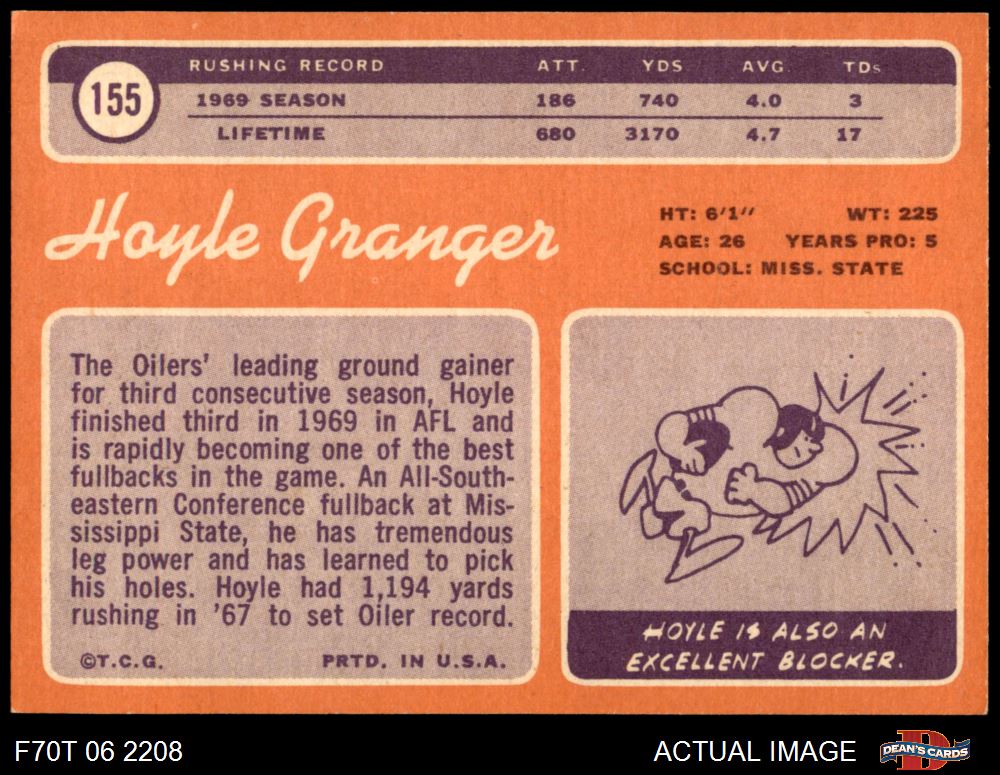 155
RUSHING RECORD ATT. YDS AVG TDs
1969 SEASON 186 740 4.0 3
LIFETIME 680 3170 4.7 17
Hoyle Granger
HT: 6'1" WT: 225
AGE: 26 YEARS PRO: 5
SCHOOL: MISS. STATE
The Oilers' leading ground gainer
for third consecutive season, Hoyle
finished third in 1969 in AFL and
is rapidly becoming one of the best
fullbacks in the game. An All-South-
eastern Conference fullback at Mis-
sissippi State, he has tremendous
leg power and has learned to pick
his holes. Hoyle had 1,194 yards
rushing in '67 to set Oiler record.
©T.C.G. PRTD. IN U.S.A.
HOYLE IS ALSO AN
EXCELLENT BLOCKER.
F70T 06 2208
ACTUAL IMAGE
DEAN'S CARDS